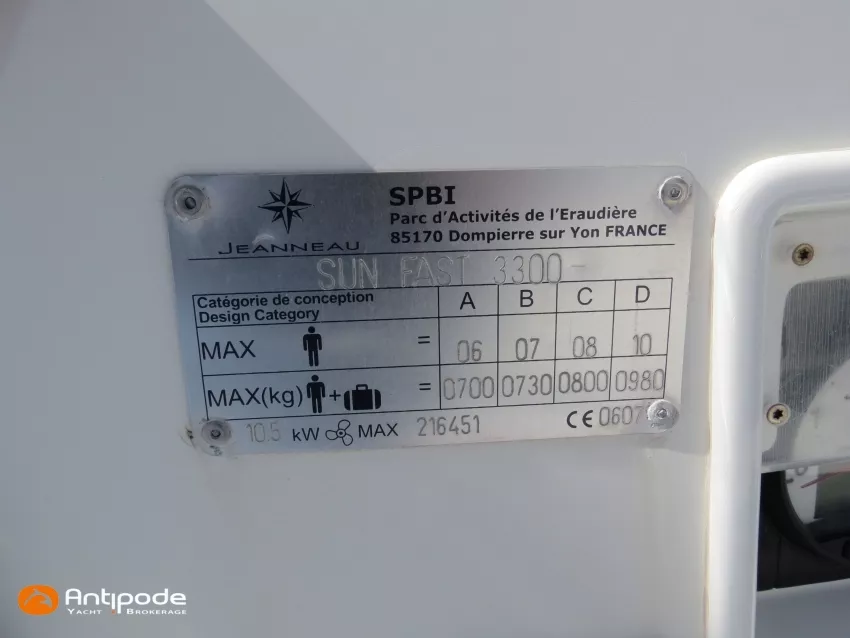 SPBI
Parc d'Activités de l'Eraudière
85170 Dompierre sur Yon FRANCE
JEANNEAU
SUN FAST 3300-
Catégorie de conception
Design Category
A B C D
MAX = 06 07 08 10
MAX(kg) + = 0700 0730 0800 0980
10.5 kW MAX 216451 CE 0607
Antipode
YACHT BROKERAGE